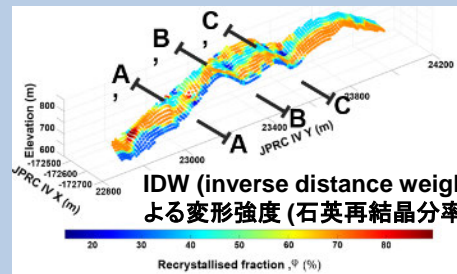 C
B ,
A ,
,
800
700
600
Elevation (m)
-172500
-172600
-172700
JPRC IV X (m)
22800
23000
23400
23800
24200
JPRC IV Y (m)
A
B
C
IDW (inverse distance weigh
よる変形強度 (石英再結晶分率
20 30 40 50 60 70 80
Recrystallised fraction ,φ (%)